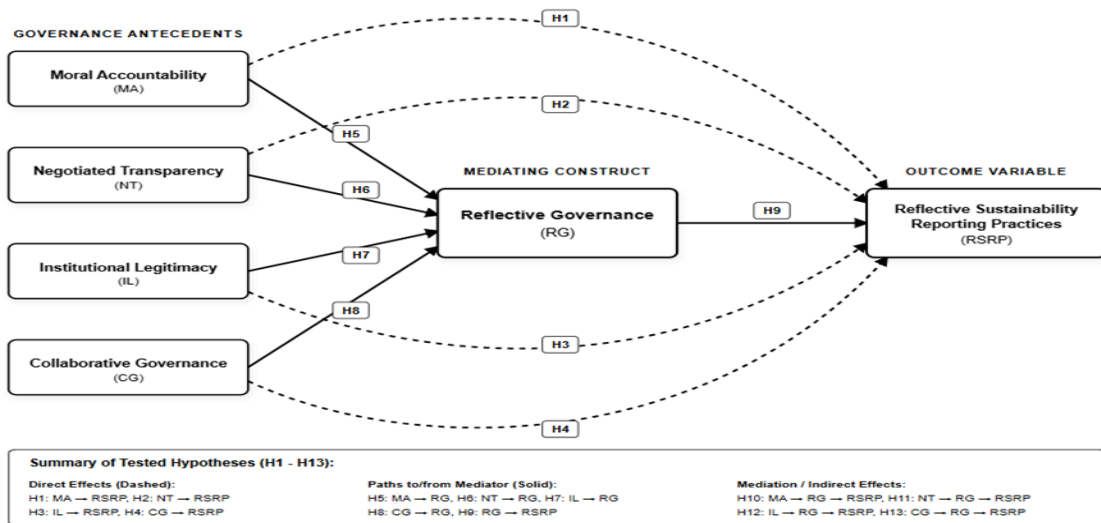 H1
GOVERNANCE ANTECEDENTS
Moral Accountability
(MA)
H2
H5
Negotiated Transparency
(NT)
H6
MEDIATING CONSTRUCT
OUTCOME VARIABLE
Reflective Governance
(RG)
H9
Reflective Sustainability
Reporting Practices
(RSRP)
Institutional Legitimacy
(IL)
H7
H8
H3
Collaborative Governance
(CG)
H4
Summary of Tested Hypotheses (H1 - H13):
Direct Effects (Dashed):
H1: MA → RSRP, H2: NT → RSRP
H3: IL → RSRP, H4: CG → RSRP
Paths to/from Mediator (Solid):
H5: MA → RG, H6: NT → RG, H7: IL → RG
H8: CG → RG, H9: RG → RSRP
Mediation / Indirect Effects:
H10: MA → RG → RSRP, H11: NT → RG → RSRP
H12: IL → RG → RSRP, H13: CG → RG → RSRP